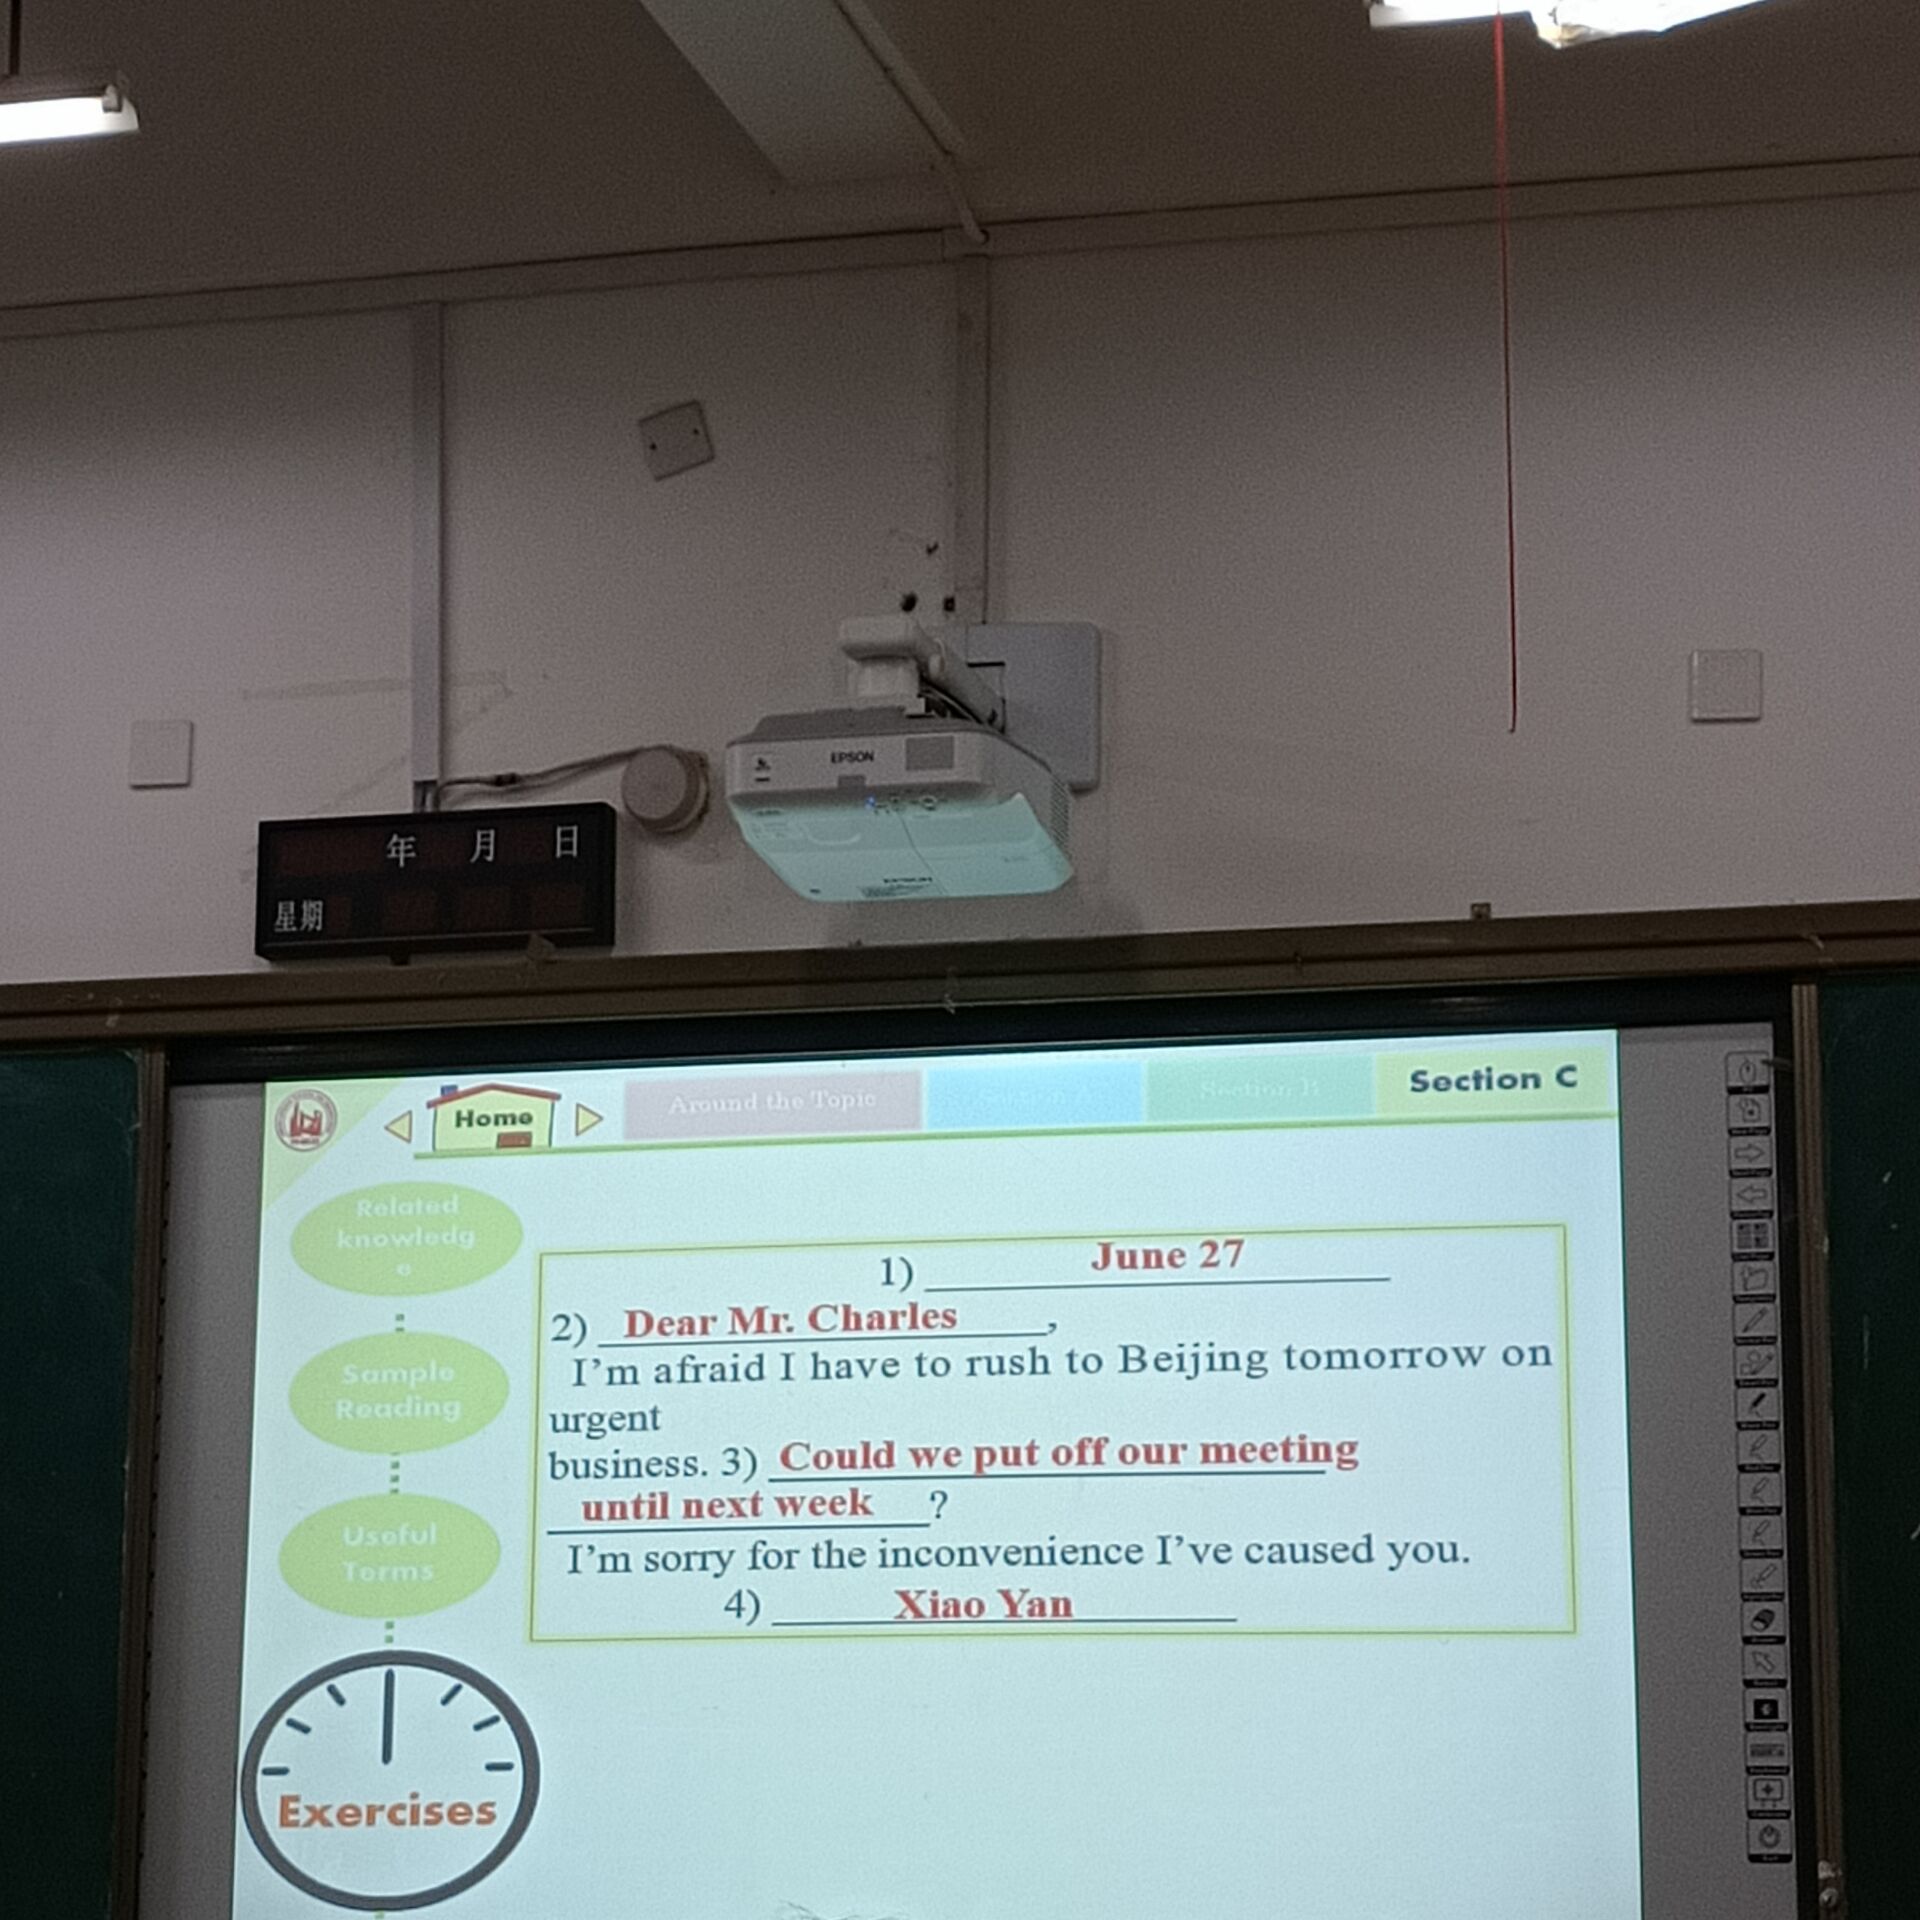 EPSON
年 月 日
星期
Home
Around the Topic
Section B
Section C
Related
knowledg
e
Sample
Reading
Useful
Terms
Exercises
1) June 27
2) Dear Mr. Charles,
I'm afraid I have to rush to Beijing tomorrow on
urgent
business. 3) Could we put off our meeting
until next week ?
I'm sorry for the inconvenience I've caused you.
4) Xiao Yan